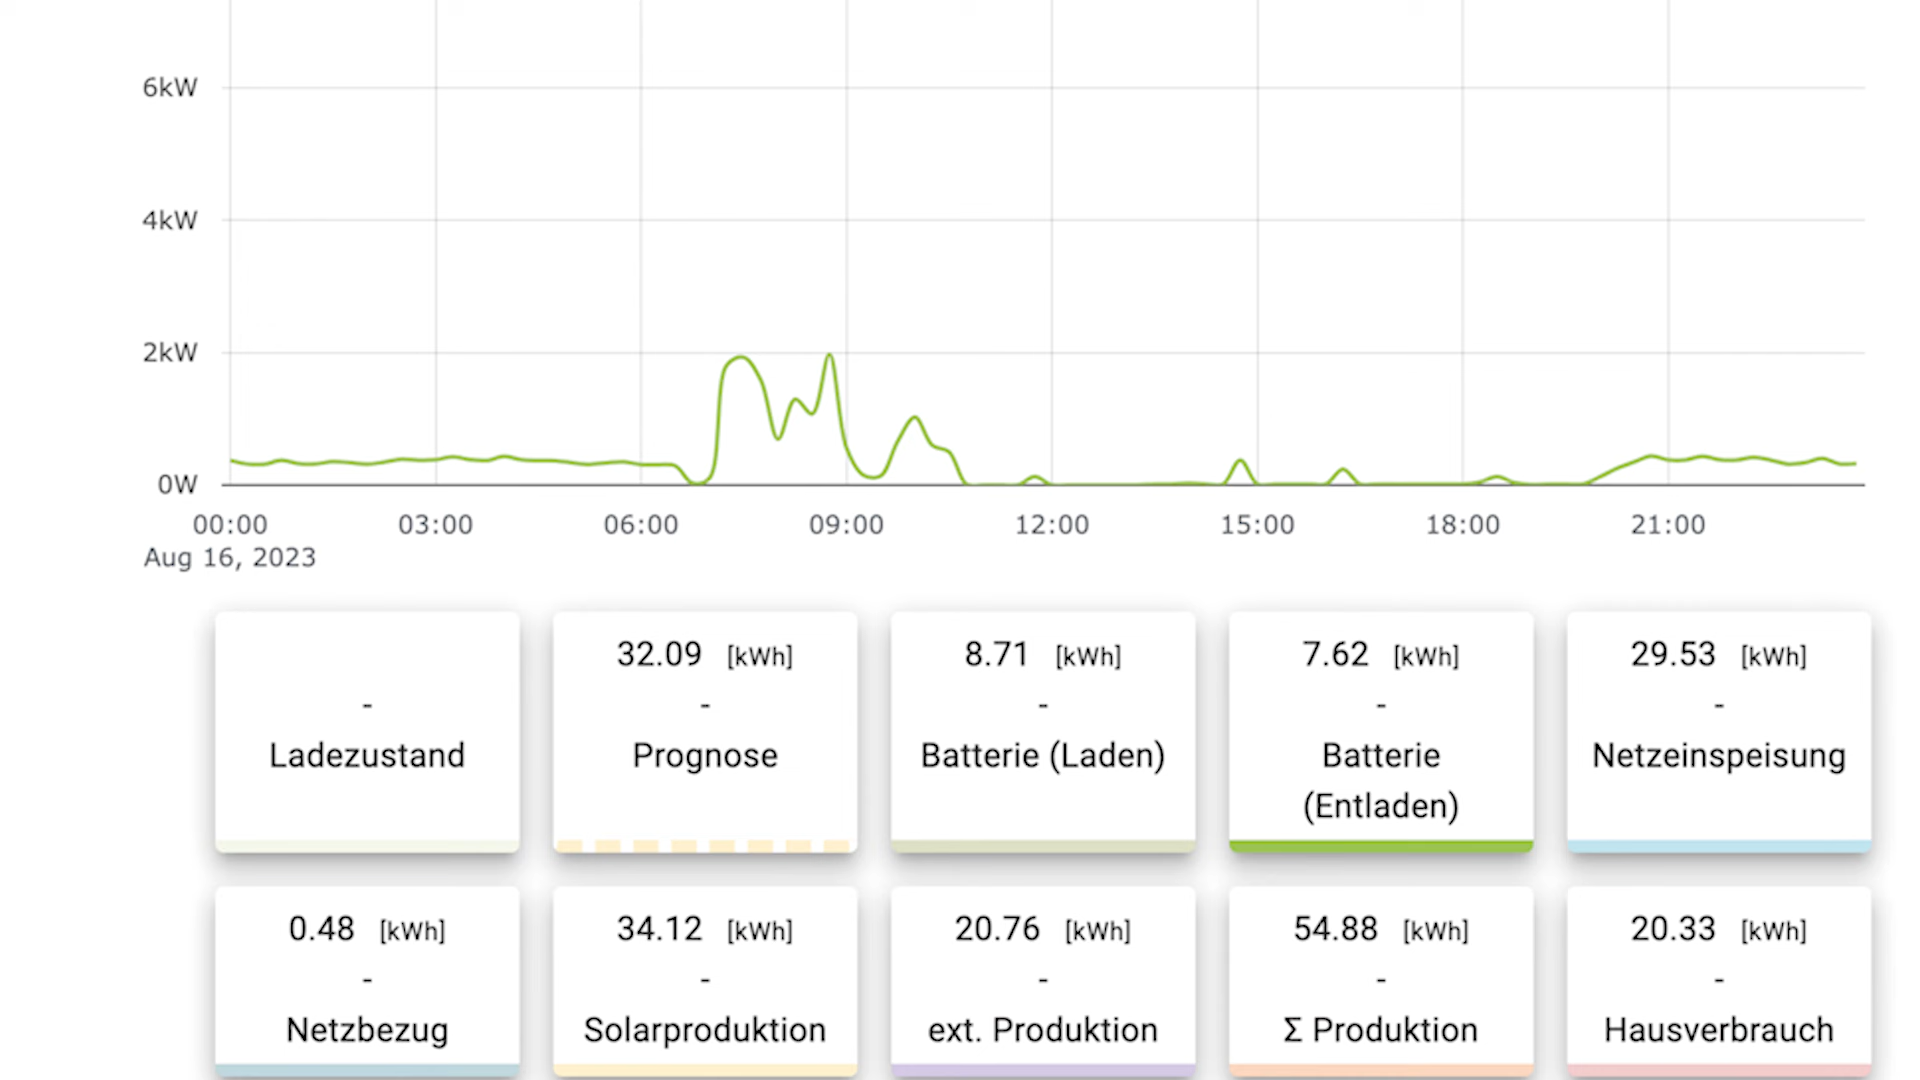 6kW
4kW
2kW
0W
00:00 03:00 06:00 09:00 12:00 15:00 18:00 21:00
Aug 16, 2023
32.09 [kWh] 8.71 [kWh] 7.62 [kWh] 29.53 [kWh]
- - - - -
Ladezustand Prognose Batterie (Laden) Batterie Netzeinspeisung
(Entladen)
0.48 [kWh] 34.12 [kWh] 20.76 [kWh] 54.88 [kWh] 20.33 [kWh]
- - - - -
Netzbezug Solarproduktion ext. Produktion Σ Produktion Hausverbrauch